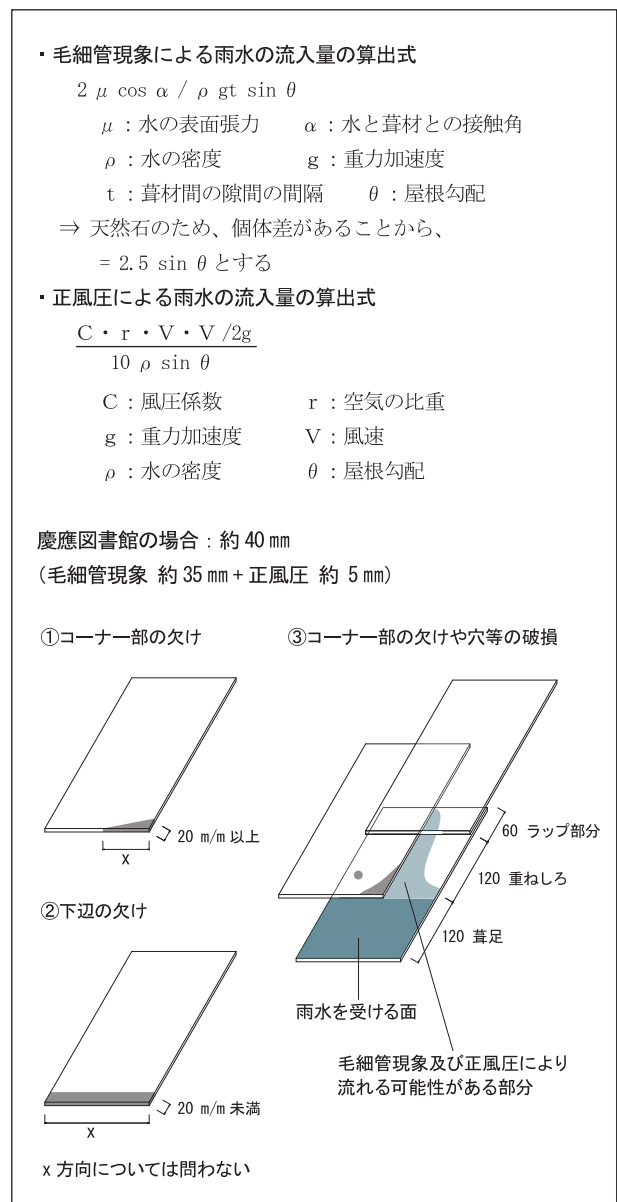 ・毛細管現象による雨水の流入量の算出式
2 μ cos α / ρ gt sin θ
μ：水の表面張力　α：水と葺材との接触角
ρ：水の密度　g：重力加速度
t：葺材間の隙間の間隔　θ：屋根勾配
⇒ 天然石のため、個体差があることから、
= 2.5 sin θ とする
・正風圧による雨水の流入量の算出式
C・r・V・V /2g
10 ρ sin θ
C：風圧係数　r：空気の比重
g：重力加速度　V：風速
ρ：水の密度　θ：屋根勾配
慶應図書館の場合：約 40 mm
（毛細管現象 約 35 mm + 正風圧 約 5 mm）
①コーナー部の欠け
20 m/m 以上
x
②下辺の欠け
20 m/m 未満
x
x 方向については問わない
③コーナー部の欠けや穴等の破損
60 ラップ部分
120 重ねしろ
120 葺足
雨水を受ける面
毛細管現象及び正風圧により
流れる可能性がある部分